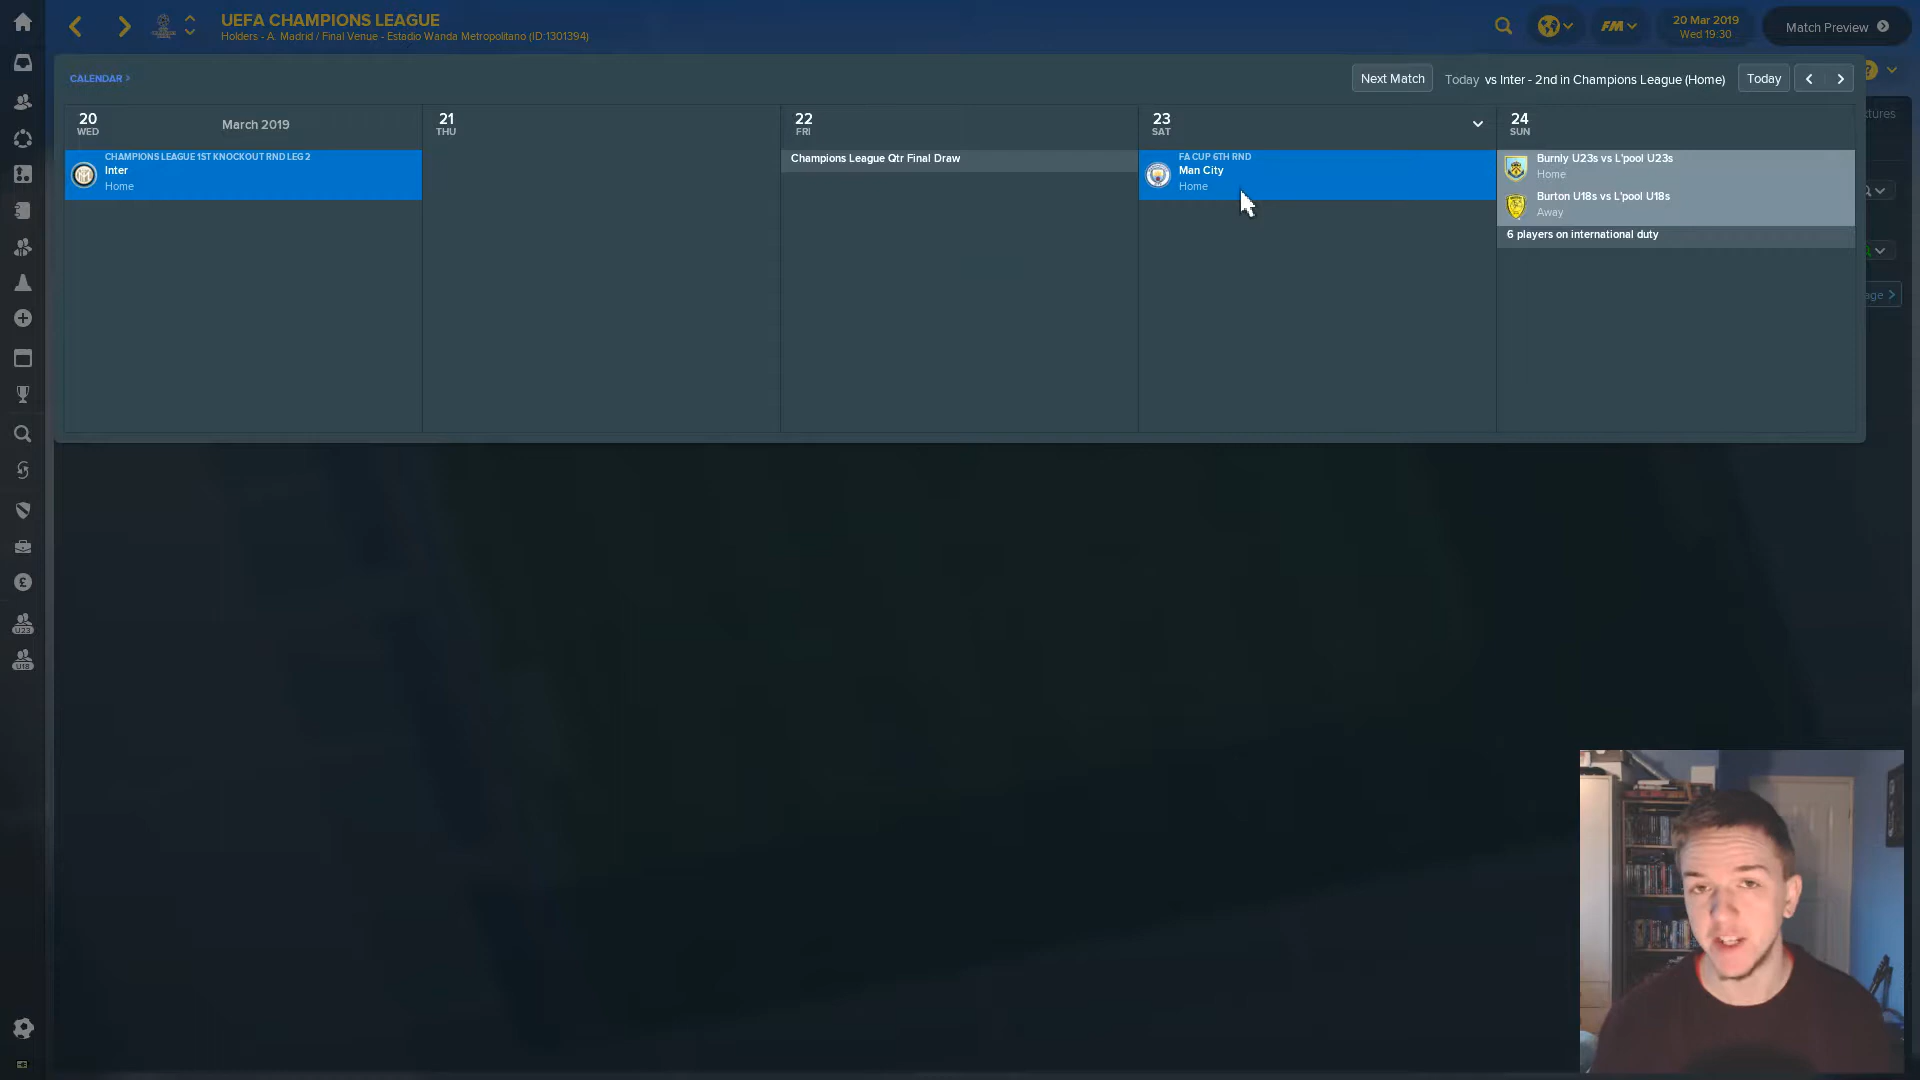 UEFA CHAMPIONS LEAGUE
Holders - A. Madrid / Final Venue - Estadio Wanda Metropolitano (ID:1301394)
FM
20 Mar 2019
Wed 19:30
Match Preview
CALENDAR >
Next Match
Today vs Inter - 2nd in Champions League (Home)
Today
20
WED
March 2019
21
THU
22
FRI
23
SAT
24
SUN
CHAMPIONS LEAGUE 1ST KNOCKOUT RND LEG 2
Inter
Home
Champions League Qtr Final Draw
FA CUP 6TH RND
Man City
Home
Burnly U23s vs L'pool U23s
Home
Burton U18s vs L'pool U18s
Away
6 players on international duty
U23
U18